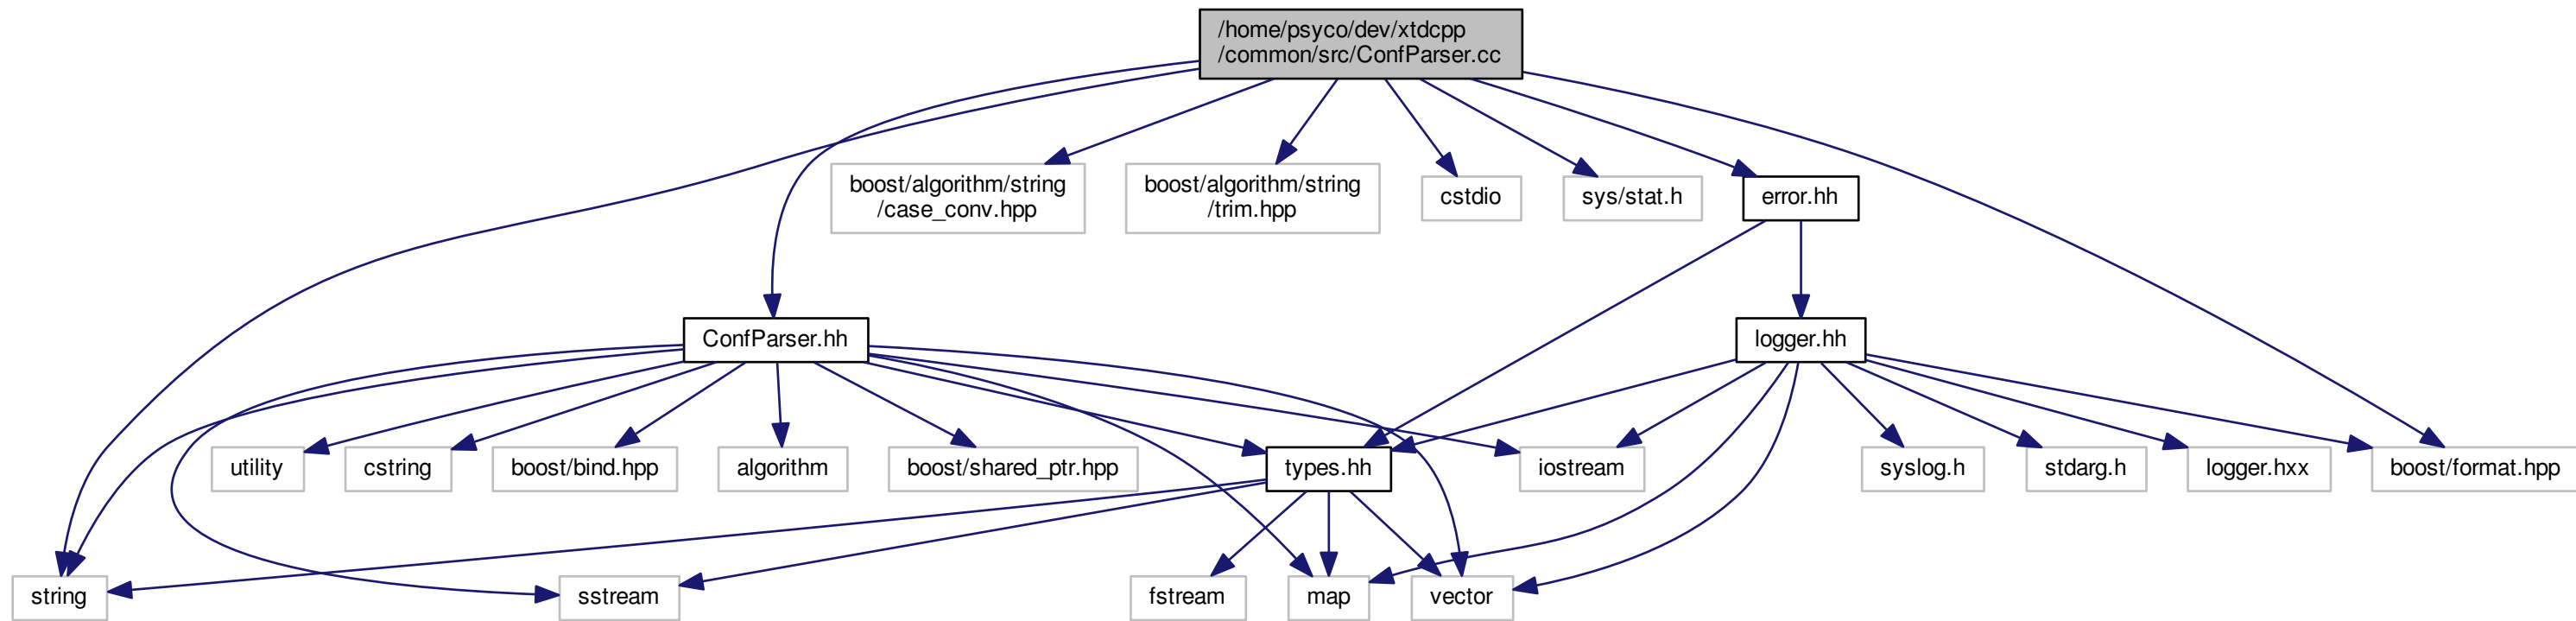 /home/psyco/dev/xtdcpp
/common/src/ConfParser.cc
boost/algorithm/string
/case_conv.hpp
boost/algorithm/string
/trim.hpp
cstdio
sys/stat.h
error.hh
ConfParser.hh
logger.hh
utility
cstring
boost/bind.hpp
algorithm
boost/shared_ptr.hpp
types.hh
iostream
syslog.h
stdarg.h
logger.hxx
boost/format.hpp
string
sstream
fstream
map
vector